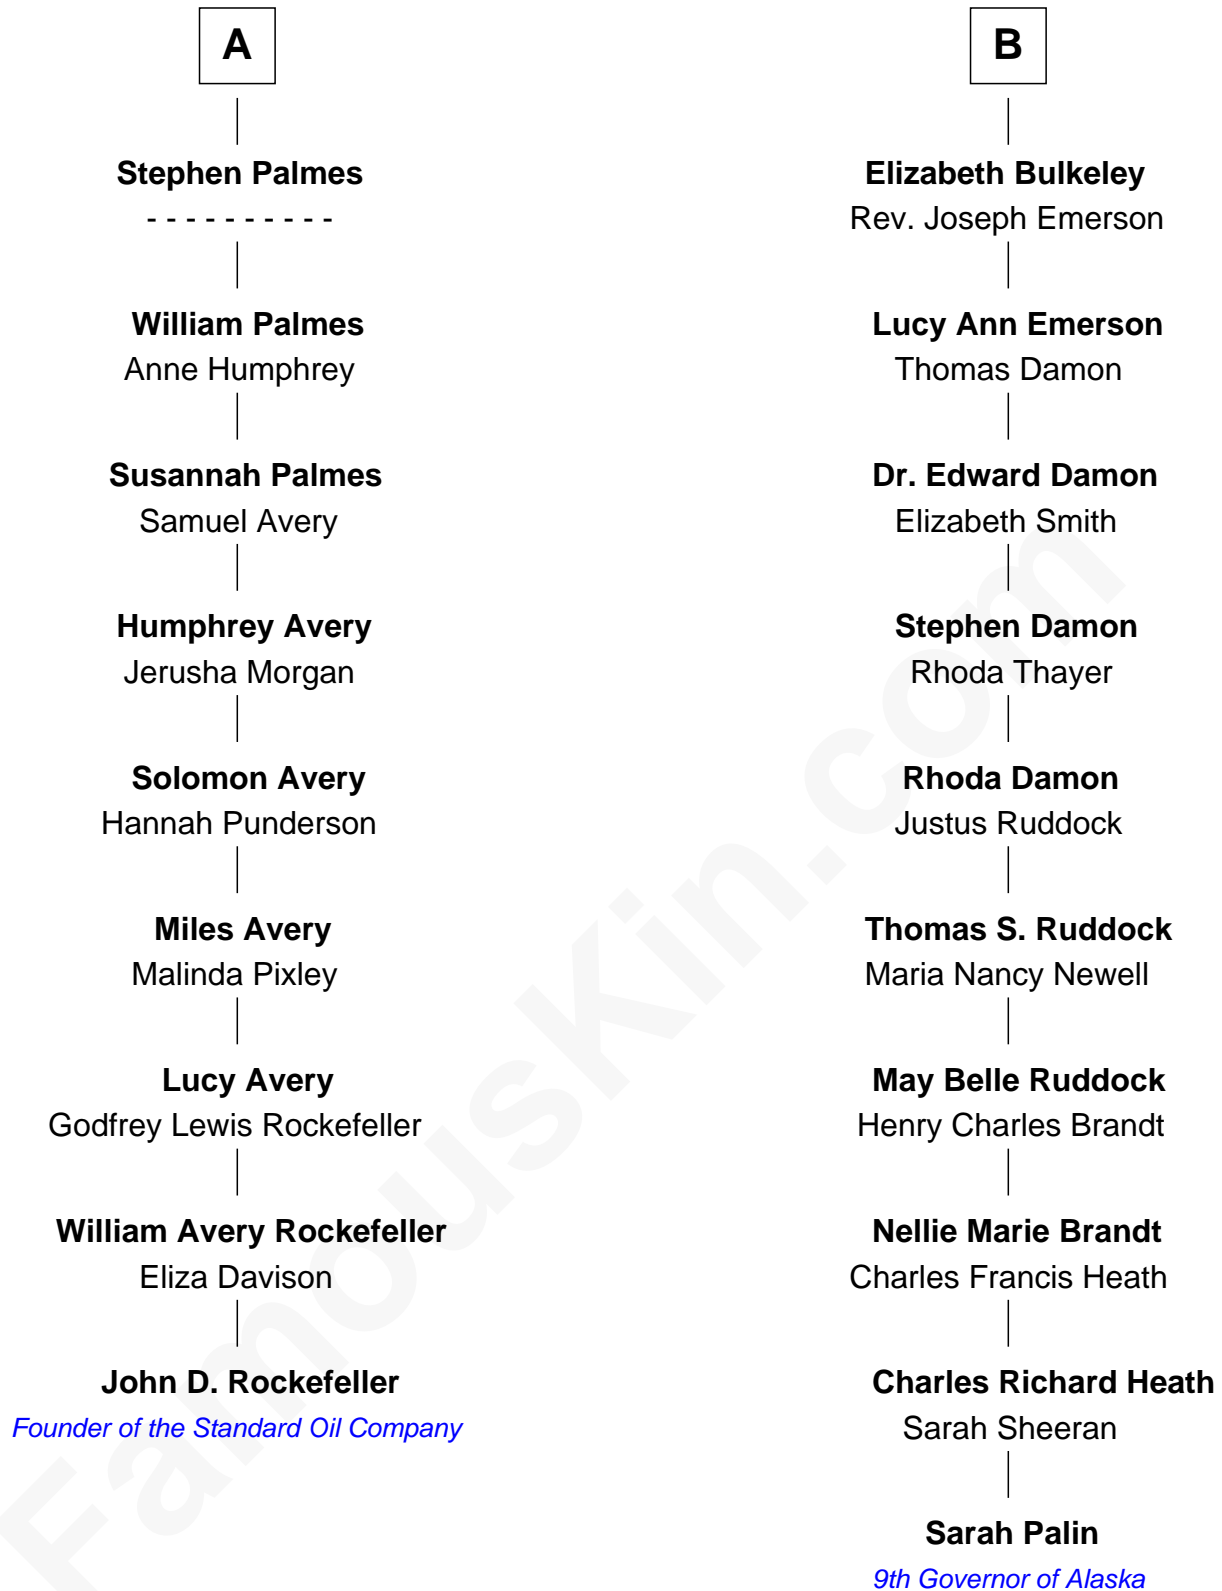 A
Stephen Palmes
- - - - - - - - - -
William Palmes
Anne Humphrey
Susannah Palmes
Samuel Avery
Humphrey Avery
Jerusha Morgan
Solomon Avery
Hannah Punderson
Miles Avery
Malinda Pixley
Lucy Avery
Godfrey Lewis Rockefeller
William Avery Rockefeller
Eliza Davison
John D. Rockefeller
Founder of the Standard Oil Company
B
Elizabeth Bulkeley
Rev. Joseph Emerson
Lucy Ann Emerson
Thomas Damon
Dr. Edward Damon
Elizabeth Smith
Stephen Damon
Rhoda Thayer
Rhoda Damon
Justus Ruddock
Thomas S. Ruddock
Maria Nancy Newell
May Belle Ruddock
Henry Charles Brandt
Nellie Marie Brandt
Charles Francis Heath
Charles Richard Heath
Sarah Sheeran
Sarah Palin
9th Governor of Alaska
FamousKin.com